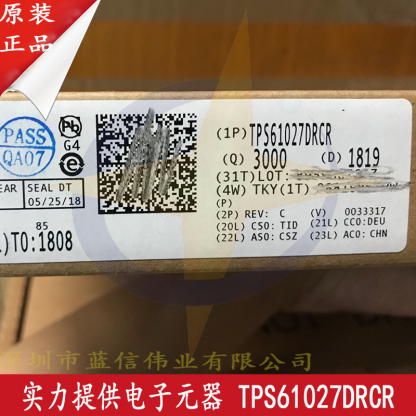 原装
正品
PASS
QA07
Pb
G4
e4
(1P) TPS61027DRCR
(Q) 3000 (D) 1819
(31T)LOT:
(4W) TKY(1T)
(P)
(2P) REV: C (V) 0033317
(20L) CSO: TID (21L) CCO:DEU
(22L) ASO: CSZ (23L) ACO: CHN
EAR SEAL DT
05/25/18
85
)TO:1808
深圳市蓝信伟业有限公司
实力提供电子元器 TPS61027DRCR